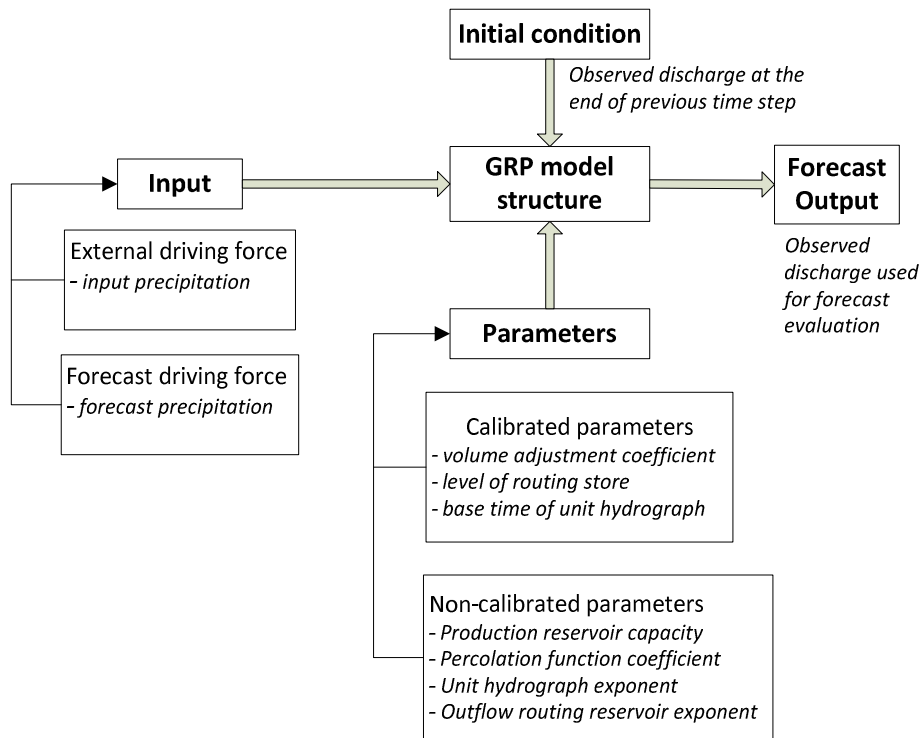 Initial condition
Observed discharge at the
end of previous time step
Input
GRP model
structure
Forecast
Output
External driving force
- input precipitation
Observed
discharge used
for forecast
evaluation
Parameters
Forecast driving force
- forecast precipitation
Calibrated parameters
- volume adjustment coefficient
- level of routing store
- base time of unit hydrograph
Non-calibrated parameters
- Production reservoir capacity
- Percolation function coefficient
- Unit hydrograph exponent
- Outflow routing reservoir exponent